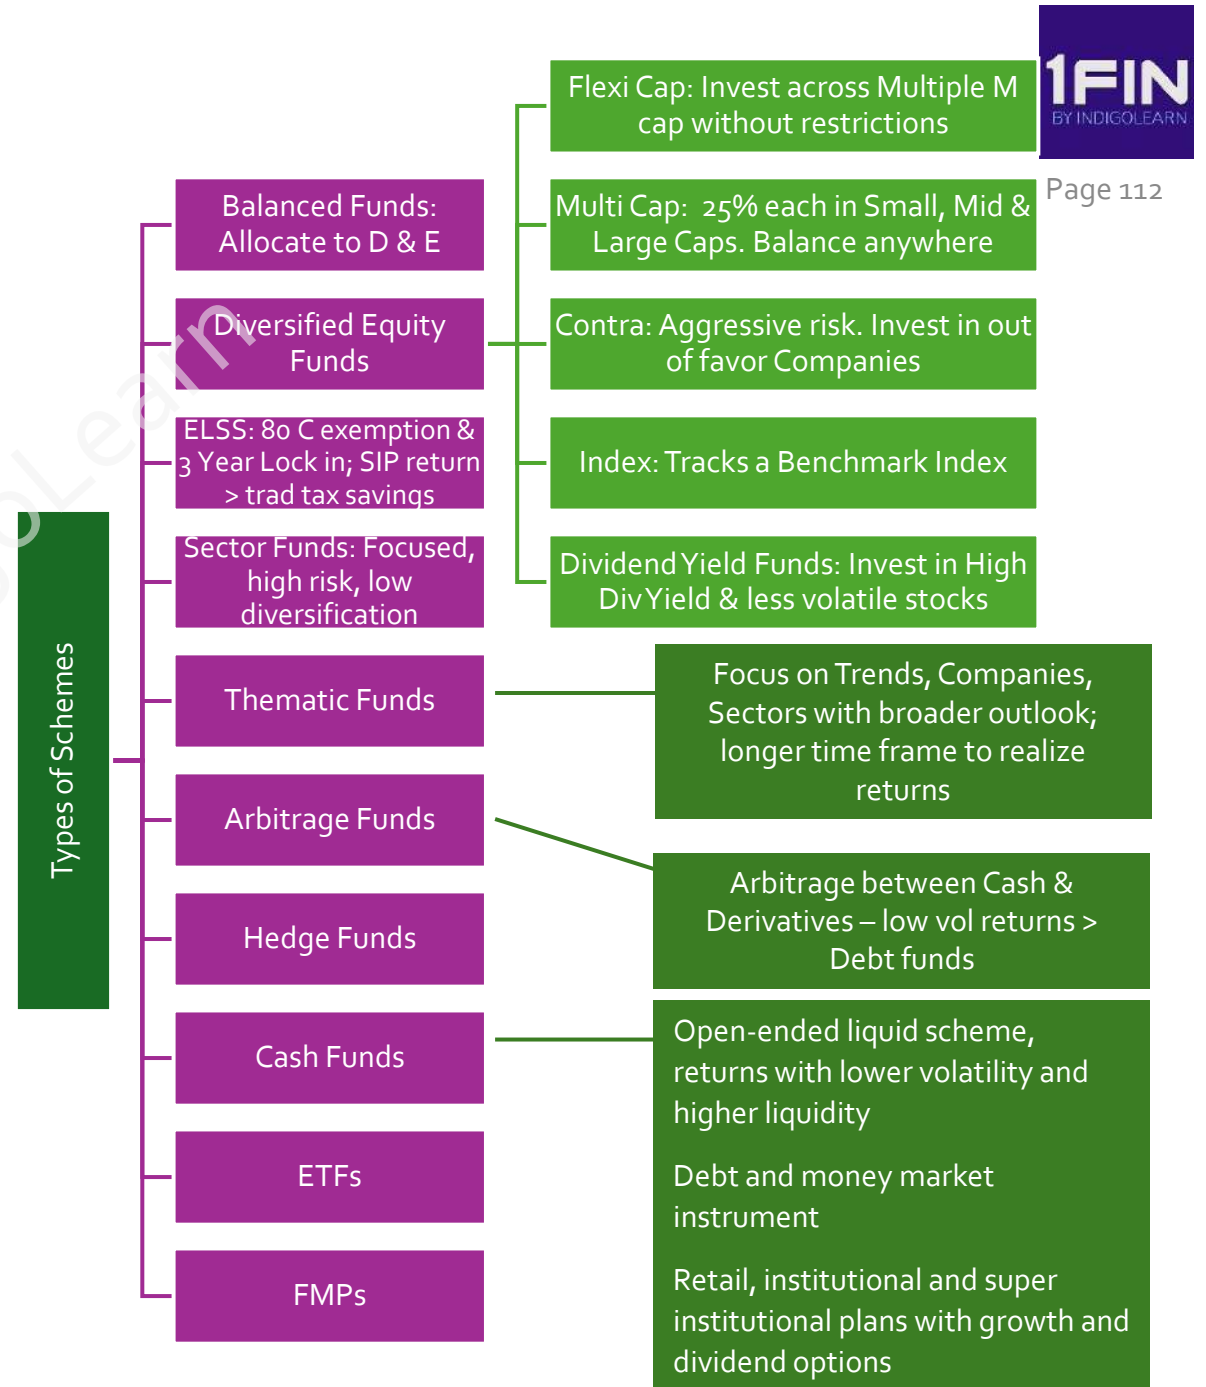 1FIN
BY INDIGOLEARN
Page 112
Types of Schemes
Balanced Funds:
Allocate to D & E
Diversified Equity
Funds
ELSS: 80 C exemption &
3 Year Lock in; SIP return
> trad tax savings
Sector Funds: Focused,
high risk, low
diversification
Thematic Funds
Arbitrage Funds
Hedge Funds
Cash Funds
ETFs
FMPs
Flexi Cap: Invest across Multiple M
cap without restrictions
Multi Cap: 25% each in Small, Mid &
Large Caps. Balance anywhere
Contra: Aggressive risk. Invest in out
of favor Companies
Index: Tracks a Benchmark Index
Dividend Yield Funds: Invest in High
Div Yield & less volatile stocks
Focus on Trends, Companies,
Sectors with broader outlook;
longer time frame to realize
returns
Arbitrage between Cash &
Derivatives – low vol returns >
Debt funds
Open-ended liquid scheme,
returns with lower volatility and
higher liquidity
Debt and money market
instrument
Retail, institutional and super
institutional plans with growth and
dividend options